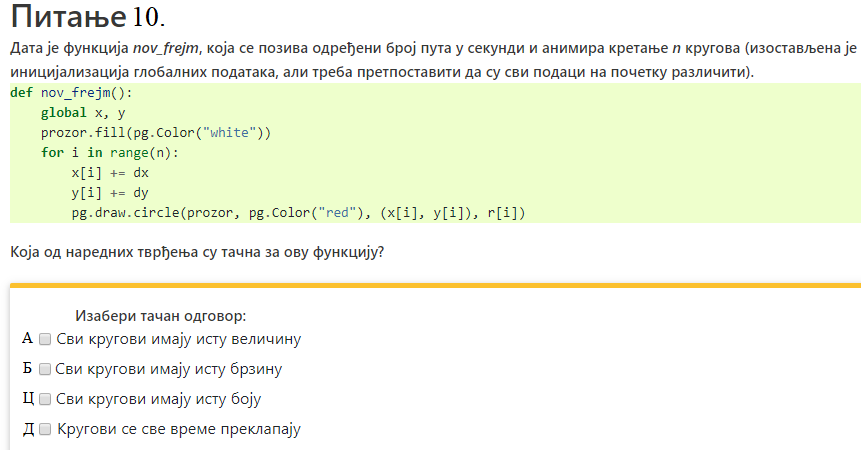 Питање 10.
Дата је функција nov_frejm, која се позива одређени број пута у секунди и анимира кретање n кругова (изостављена је
иницијализација глобалних података, али треба претпоставити да су сви подаци на почетку различити).
def nov_frejm():
    global x, y
    prozor.fill(pg.Color("white"))
    for i in range(n):
        x[i] += dx
        y[i] += dy
        pg.draw.circle(prozor, pg.Color("red"), (x[i], y[i]), r[i])
Која од наредних тврђења су тачна за ову функцију?
Изабери тачан одговор:
А Сви кругови имају исту величину
Б Сви кругови имају исту брзину
Ц Сви кругови имају исту боју
Д Кругови се све време преклапају